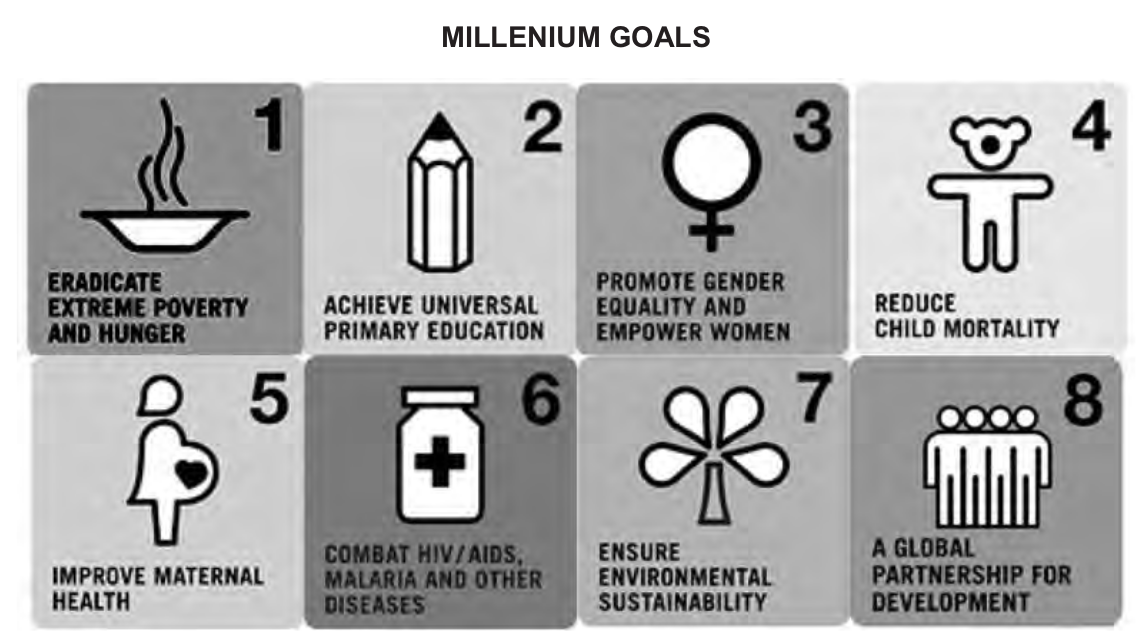 MILLENIUM GOALS
1
ERADICATE
EXTREME POVERTY
AND HUNGER
2
ACHIEVE UNIVERSAL
PRIMARY EDUCATION
3
PROMOTE GENDER
EQUALITY AND
EMPOWER WOMEN
4
REDUCE
CHILD MORTALITY
5
IMPROVE MATERNAL
HEALTH
6
COMBAT HIV/AIDS,
MALARIA AND OTHER
DISEASES
7
ENSURE
ENVIRONMENTAL
SUSTAINABILITY
8
A GLOBAL
PARTNERSHIP FOR
DEVELOPMENT